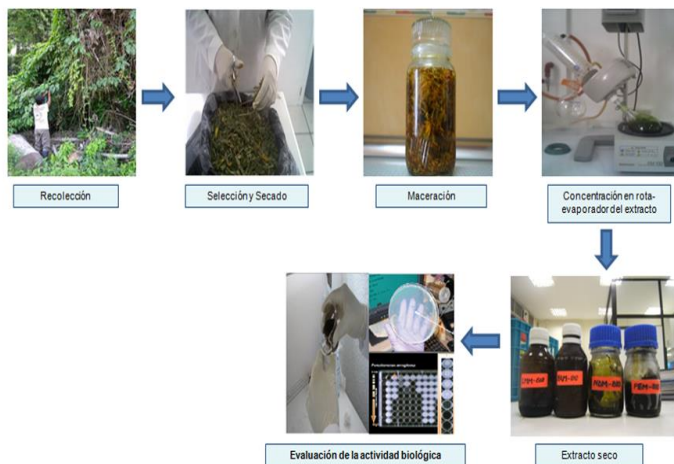 Recolección
Selección y Secado
Maceración
Concentración en rota-
evaporador del extracto
Extracto seco
Evaluación de la actividad biológica